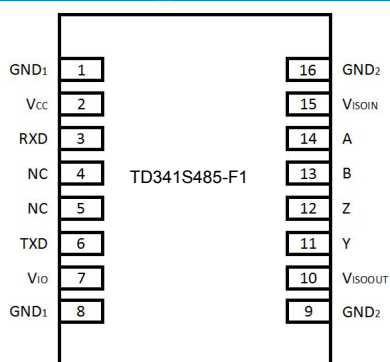 GND1 1 16 GND2
VCC 2 15 VISOIN
RXD 3 14 A
NC 4 13 B
TD341S485-F1
NC 5 12 Z
TXD 6 11 Y
VIO 7 10 VISOOUT
GND1 8 9 GND2